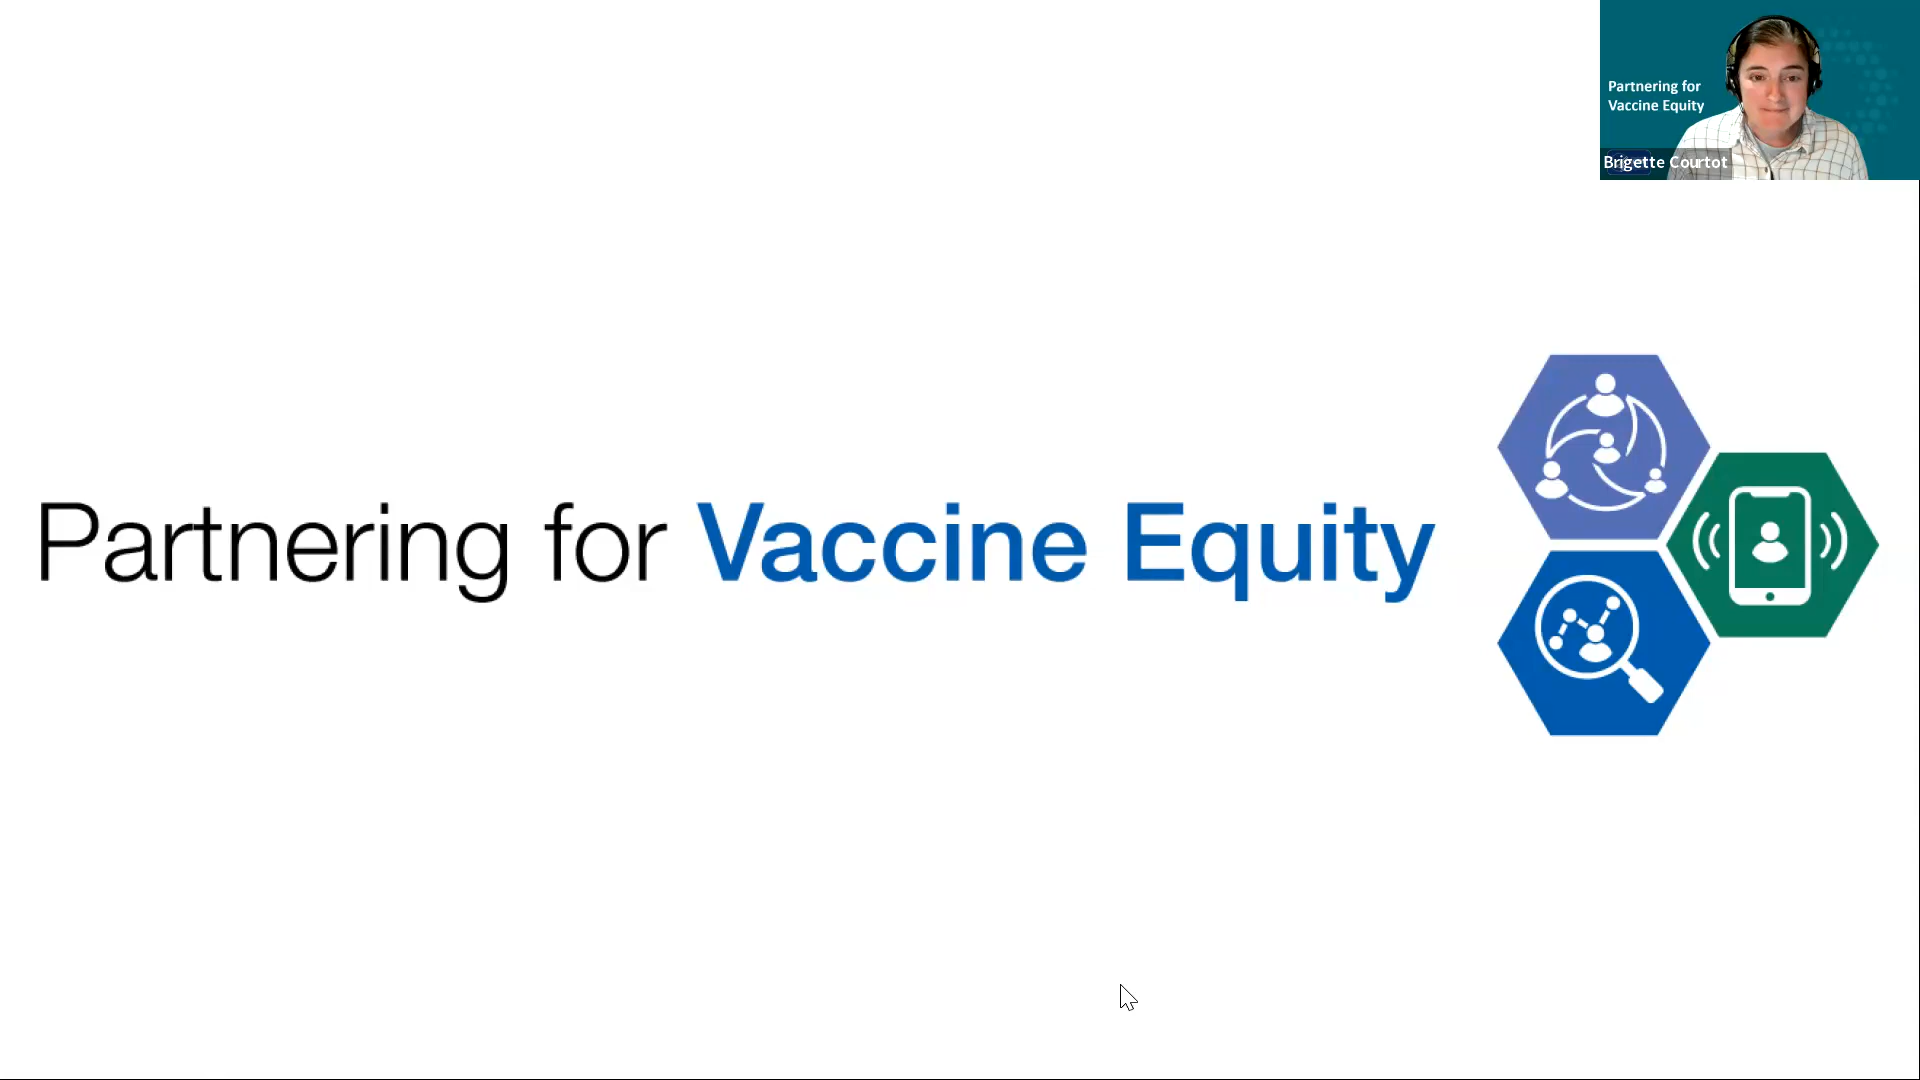 Partnering for
Vaccine Equity
Brigette Courtot
Partnering for Vaccine Equity